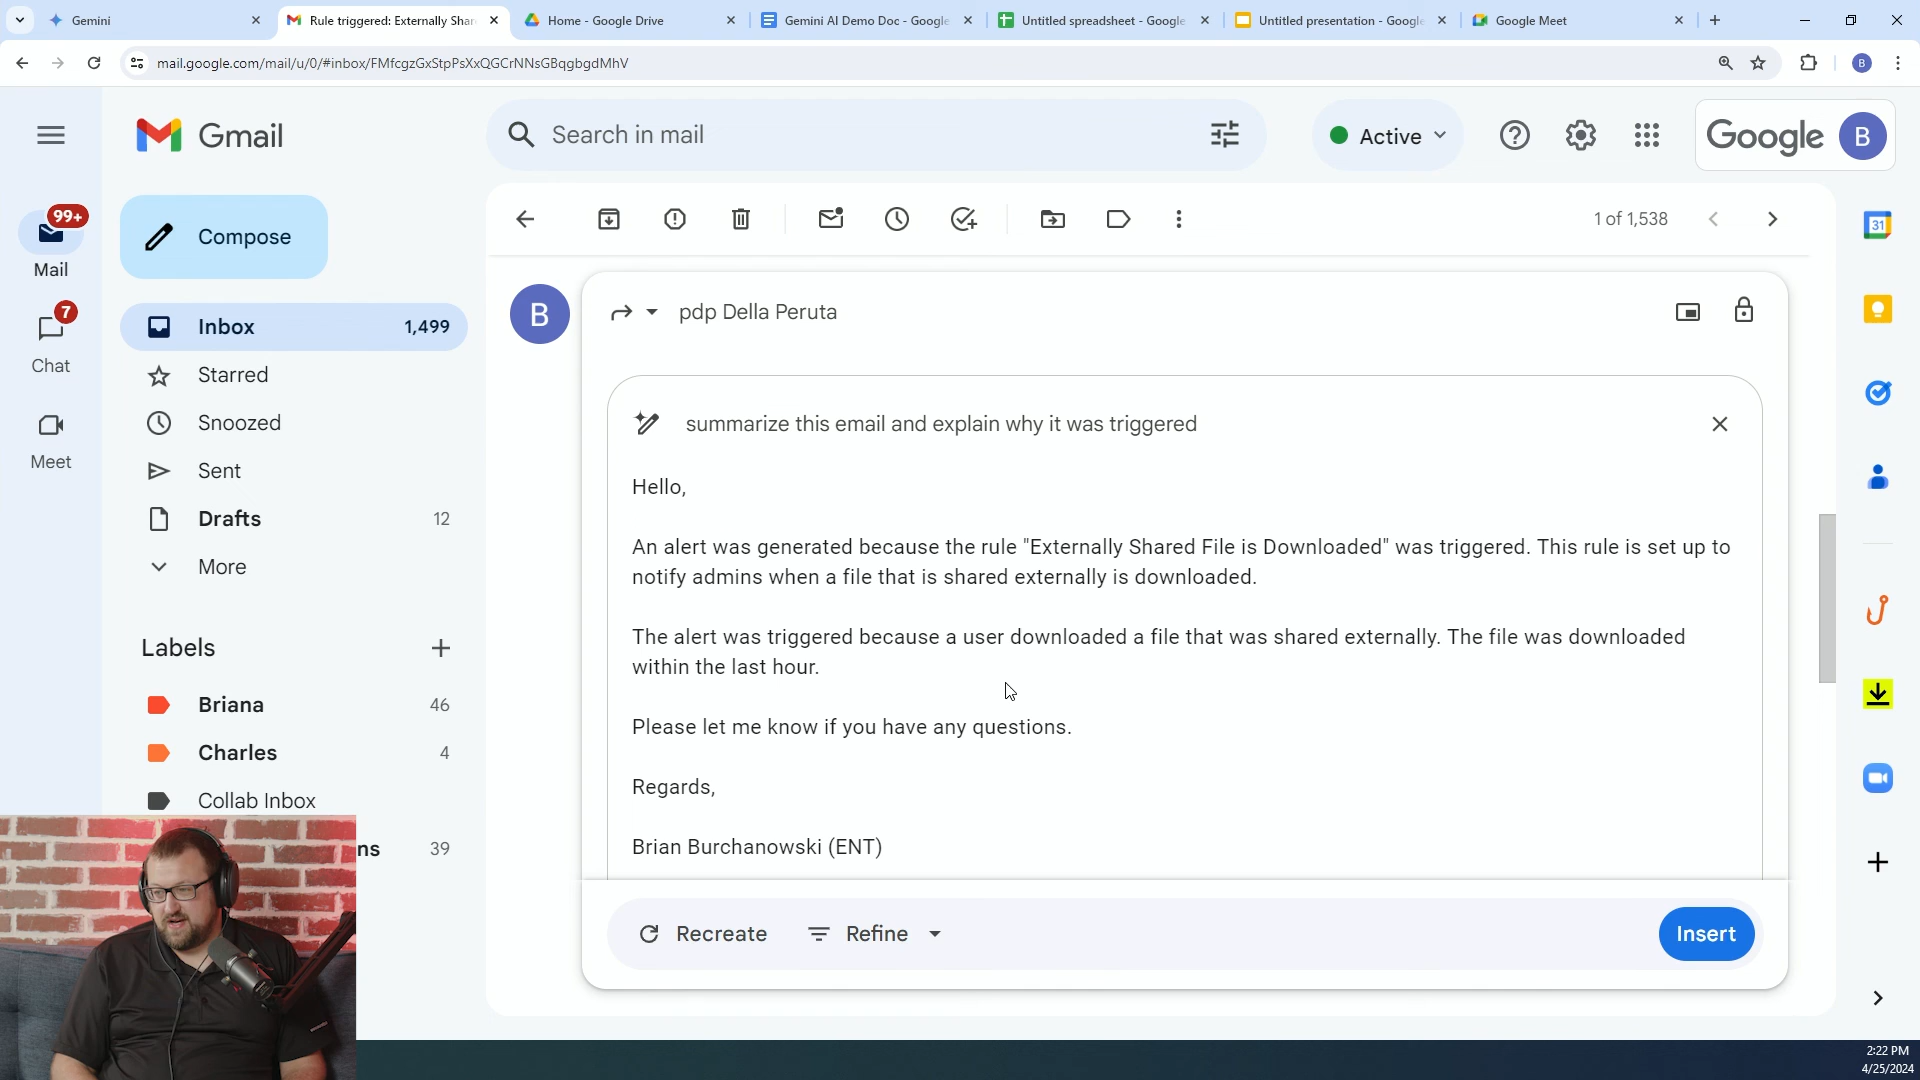 Gemini
Rule triggered: Externally Shar
Home - Google Drive
Gemini AI Demo Doc - Google
Untitled spreadsheet - Google
Untitled presentation - Google
Google Meet
mail.google.com/mail/u/0/#inbox/FMfcgzGxStpPsXxQGCrNNsGBqgbgdMhV
B
Gmail
Search in mail
Active
Google
B
99+
Mail
7
Chat
Meet
Compose
Inbox 1,499
Starred
Snoozed
Sent
Drafts 12
More
Labels
Briana 46
Charles 4
Collab Inbox
ns 39
1 of 1,538
31
B
pdp Della Peruta
summarize this email and explain why it was triggered
Hello,
An alert was generated because the rule "Externally Shared File is Downloaded" was triggered. This rule is set up to
notify admins when a file that is shared externally is downloaded.
The alert was triggered because a user downloaded a file that was shared externally. The file was downloaded
within the last hour.
Please let me know if you have any questions.
Regards,
Brian Burchanowski (ENT)
Recreate
Refine
Insert
2:22 PM
4/25/2024